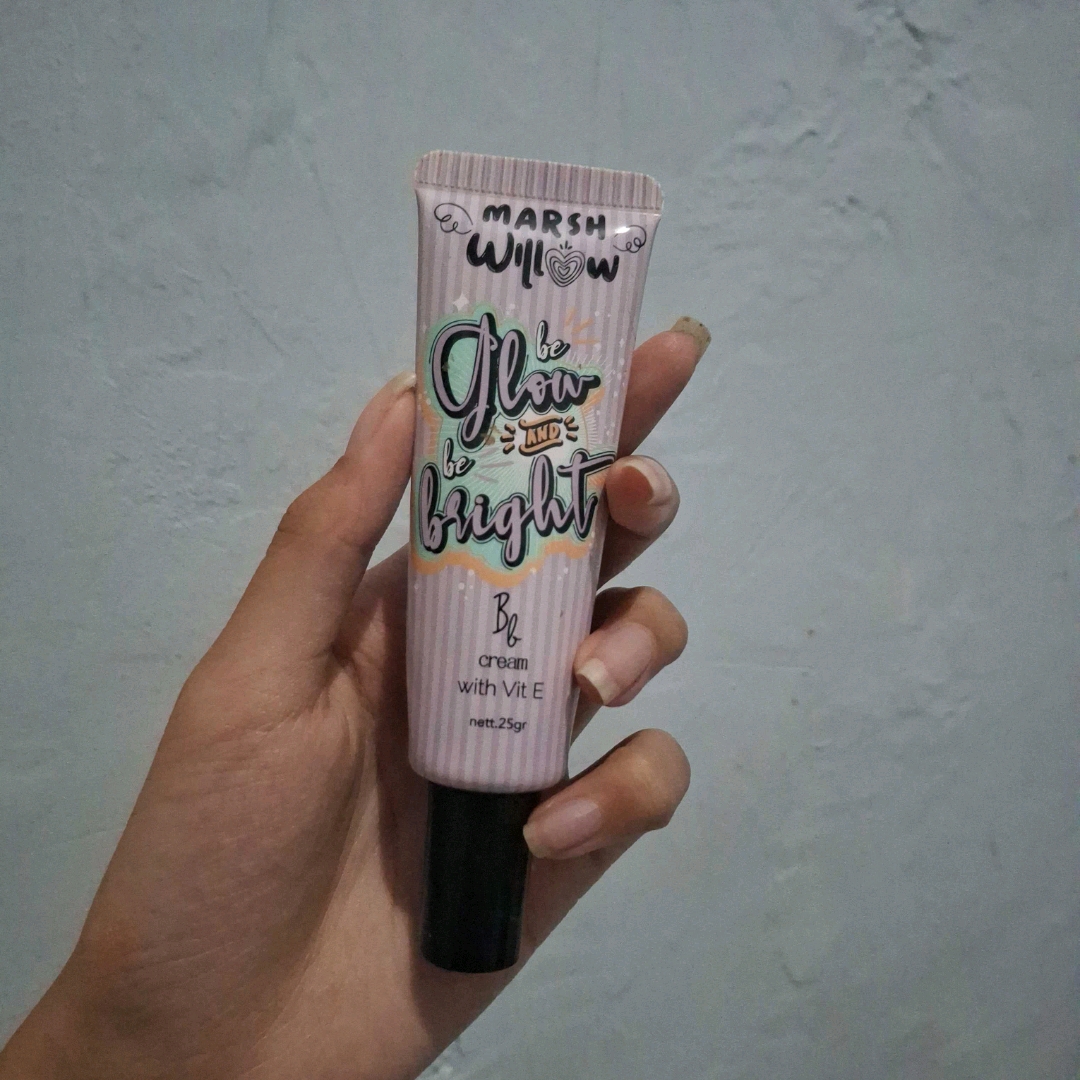 MARSH
Willow
be
Glow
AND
be
bright
Bb
cream
with Vit E
nett.25gr